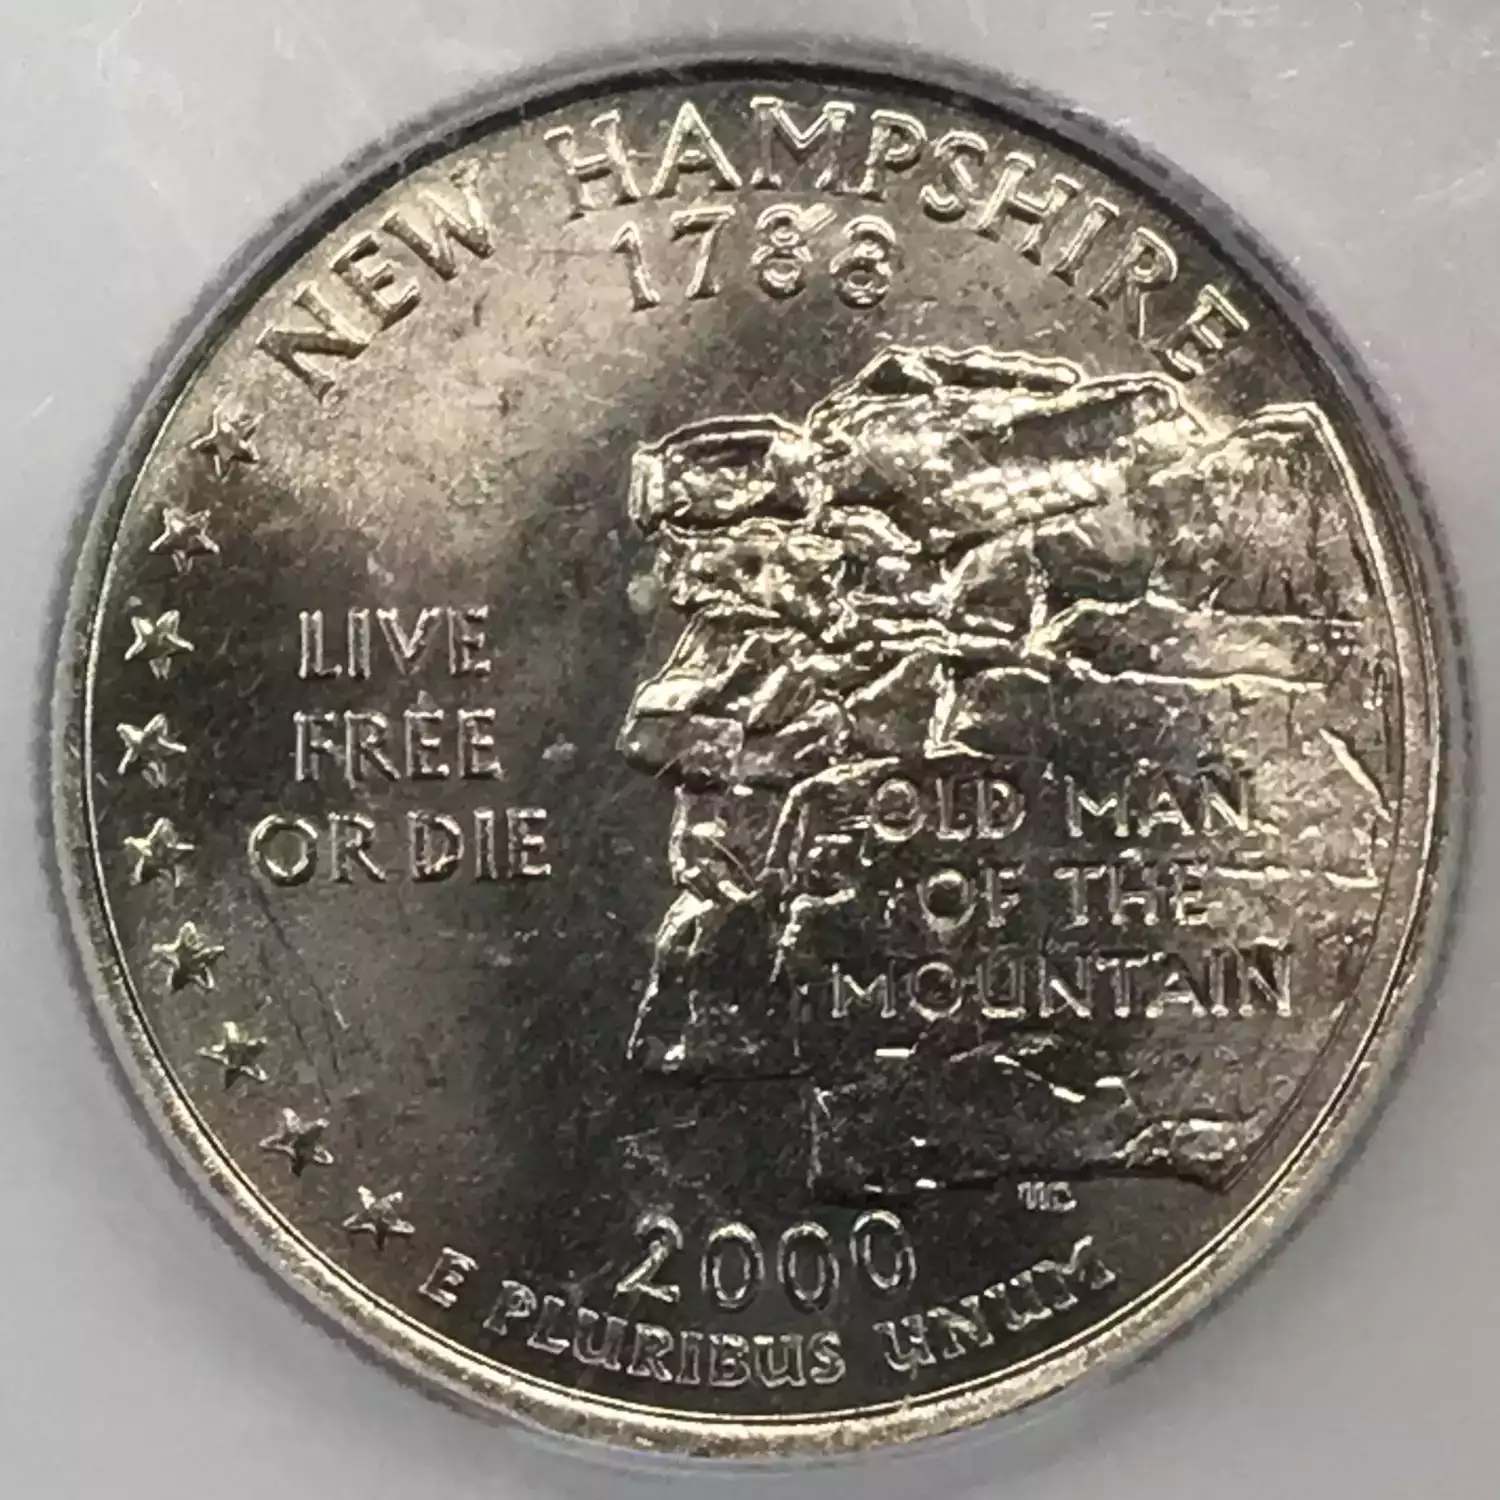 NEW HAMPSHIRE
1788
LIVE
FREE
OR DIE
OLD MAN
OF THE
MOUNTAIN
2000
E PLURIBUS UNUM